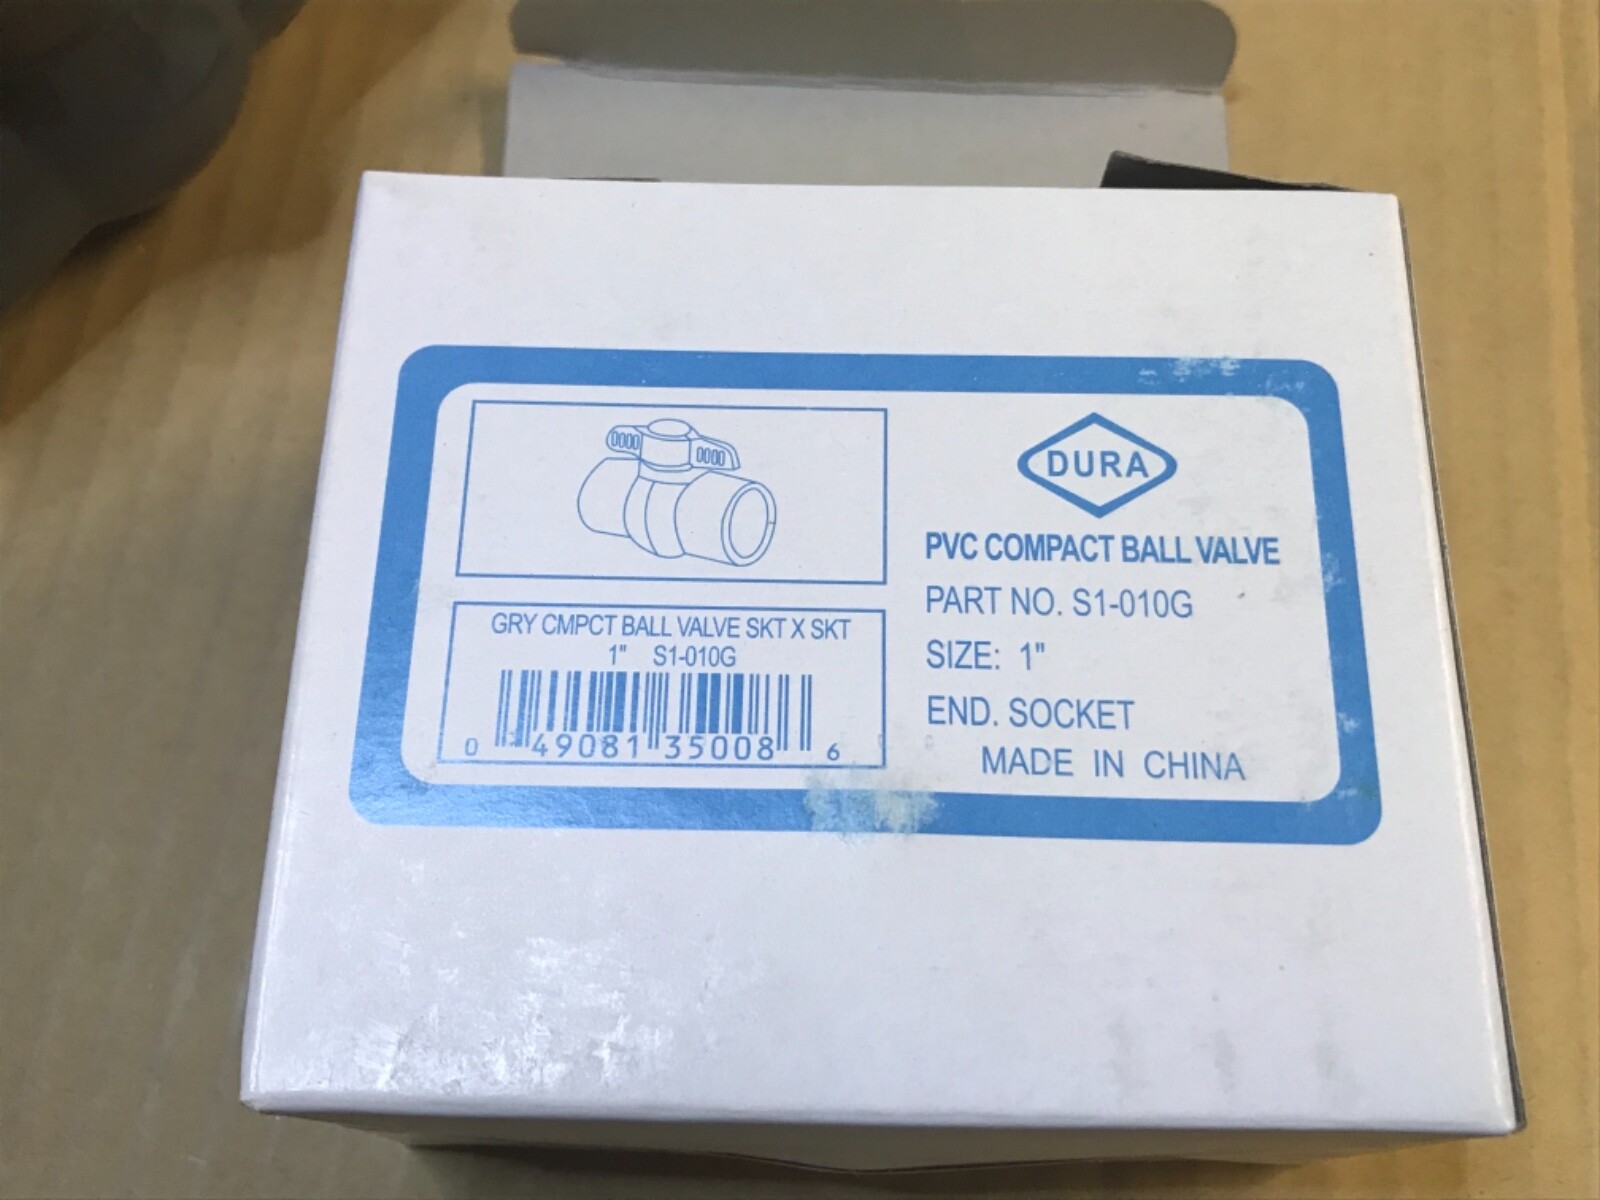 DURA
PVC COMPACT BALL VALVE
PART NO. S1-010G
SIZE: 1"
END. SOCKET
MADE IN CHINA
GRY CMPCT BALL VALVE SKT X SKT
1" S1-010G
0 49081 35008 6